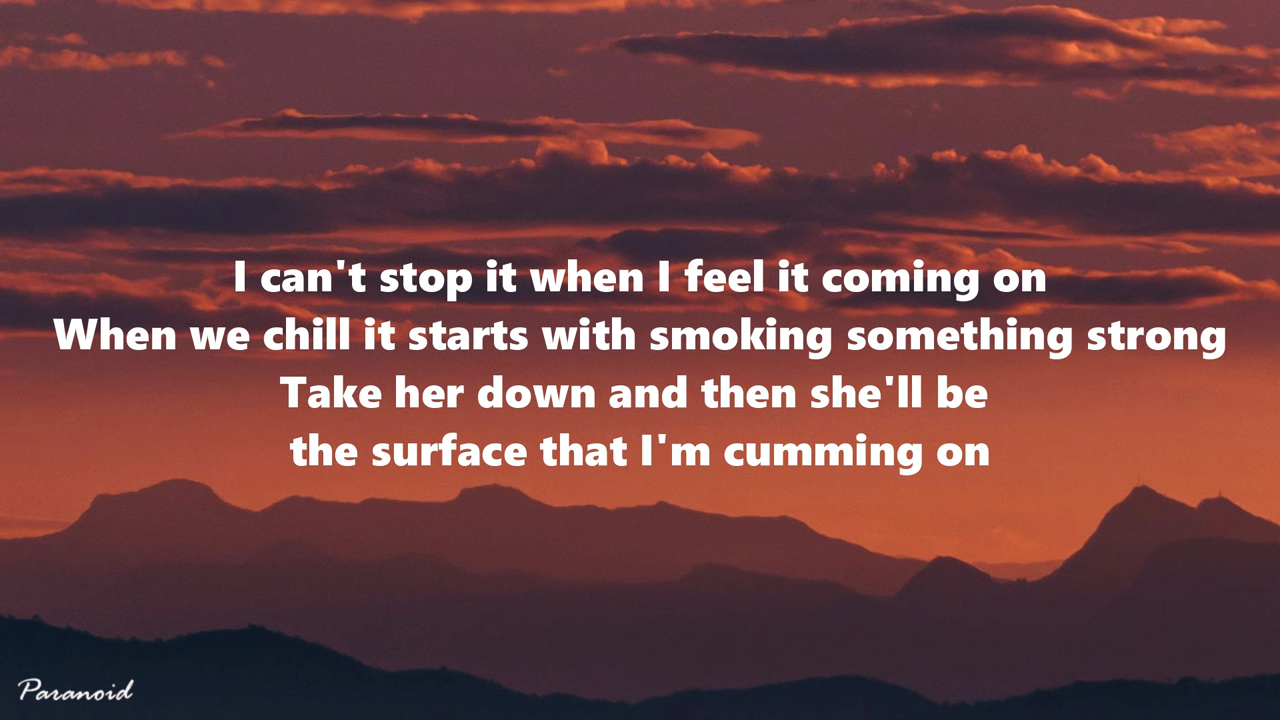 I can't stop it when I feel it coming on
When we chill it starts with smoking something strong
Take her down and then she'll be
the surface that I'm cumming on
Paranoid